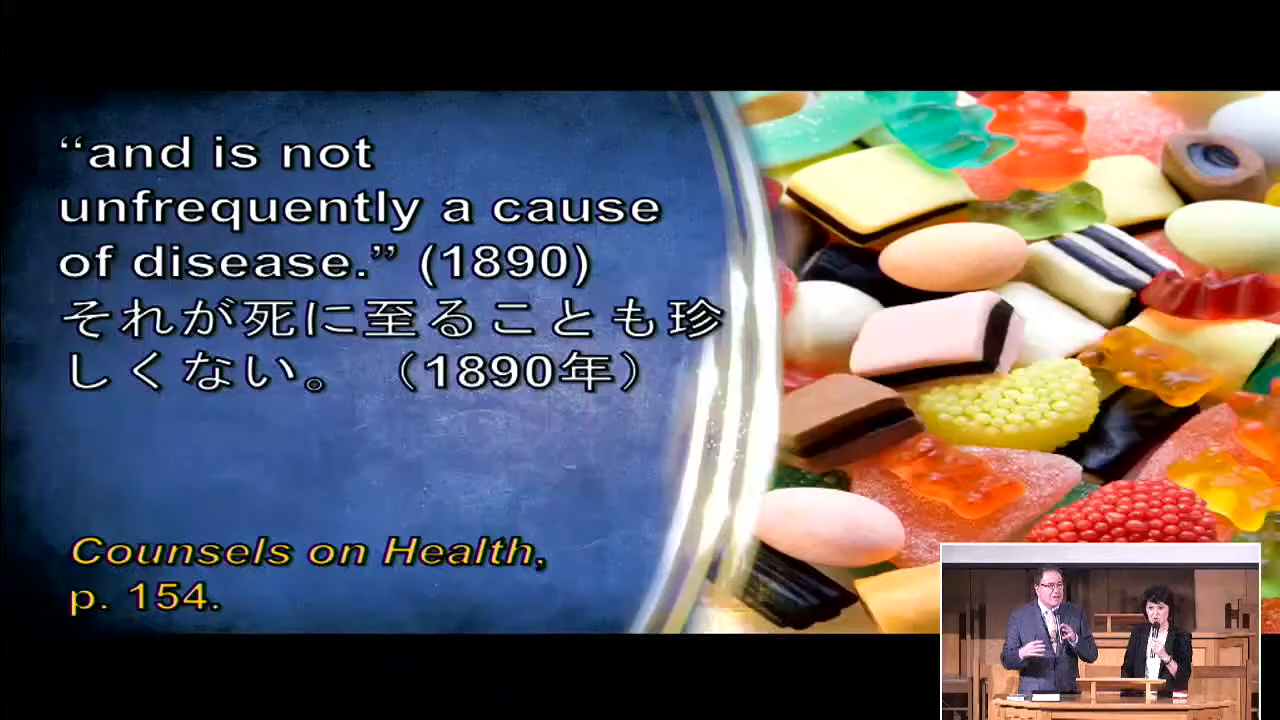 “and is not
unfrequently a cause
of disease.” (1890)
それが死に至ることも珍
しくない。 （1890年）
Counsels on Health,
p. 154.